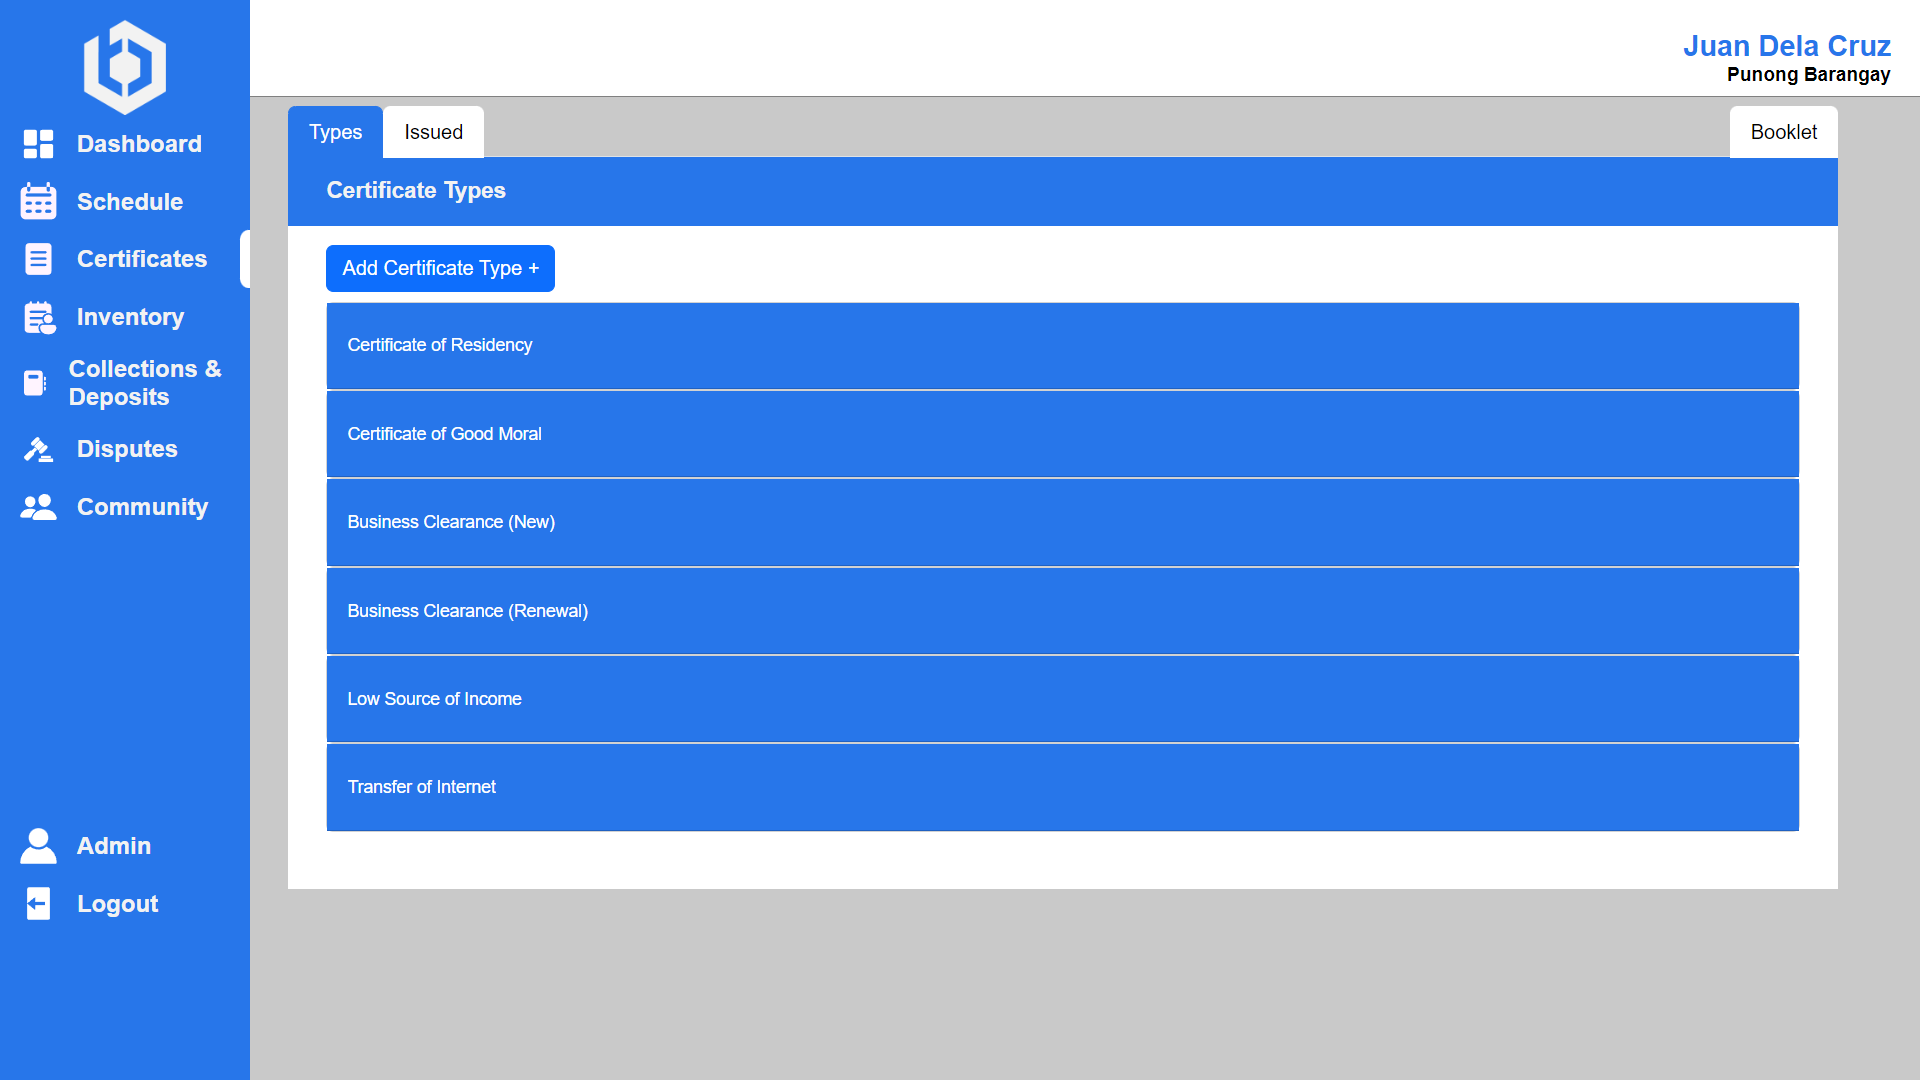 Juan Dela Cruz
Punong Barangay
Dashboard
Schedule
Certificates
Inventory
Collections &
Deposits
Disputes
Community
Admin
Logout
Types
Issued
Booklet
Certificate Types
Add Certificate Type +
Certificate of Residency
Certificate of Good Moral
Business Clearance (New)
Business Clearance (Renewal)
Low Source of Income
Transfer of Internet